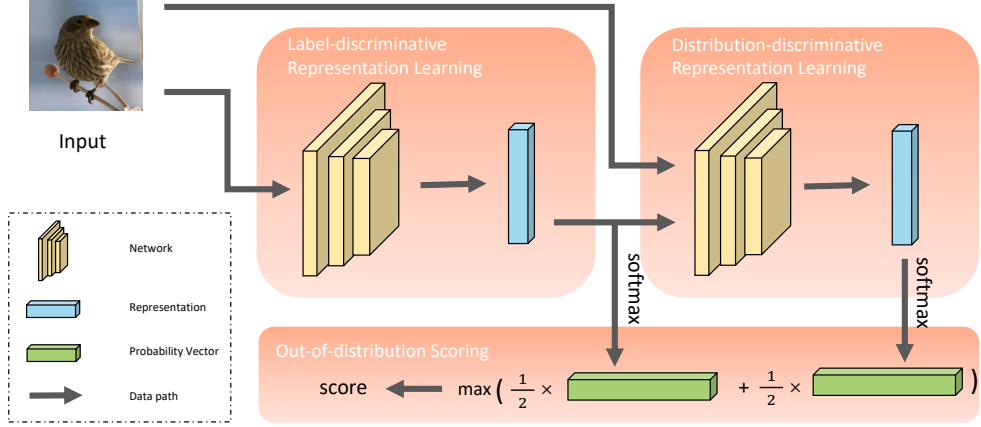 Label-discriminative
Representation Learning
Distribution-discriminative
Representation Learning
Input
Network
Representation
Probability Vector
Data path
softmax
softmax
Out-of-distribution Scoring
score max ( 1/2 × + 1/2 × )